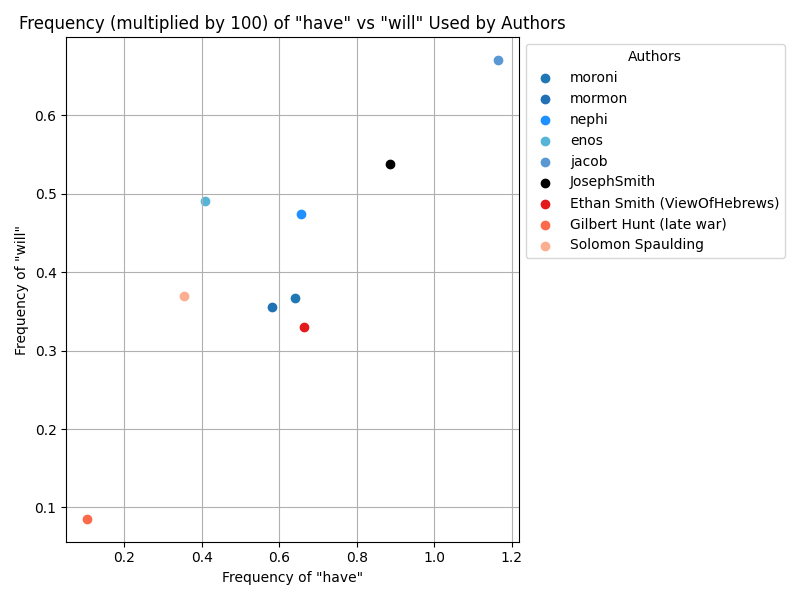 Frequency (multiplied by 100) of "have" vs "will" Used by Authors
Authors
moroni
mormon
nephi
enos
jacob
JosephSmith
Ethan Smith (ViewOfHebrews)
Gilbert Hunt (late war)
Solomon Spaulding
Frequency of "will"
0.6
0.5
0.4
0.3
0.2
0.1
0.2 0.4 0.6 0.8 1.0 1.2
Frequency of "have"